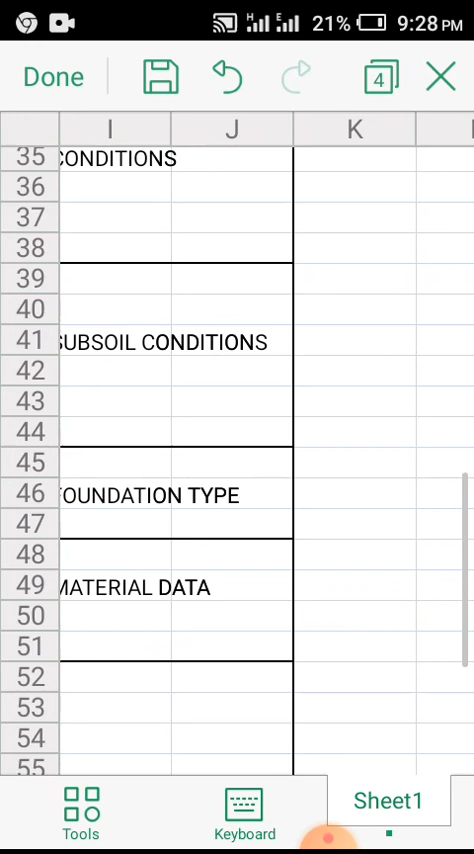 H E 21% 9:28 PM
Done 4
I J K
35 CONDITIONS
36
37
38
39
40
41 SUBSOIL CONDITIONS
42
43
44
45
46 FOUNDATION TYPE
47
48
49 MATERIAL DATA
50
51
52
53
54
55
Tools Keyboard Sheet1